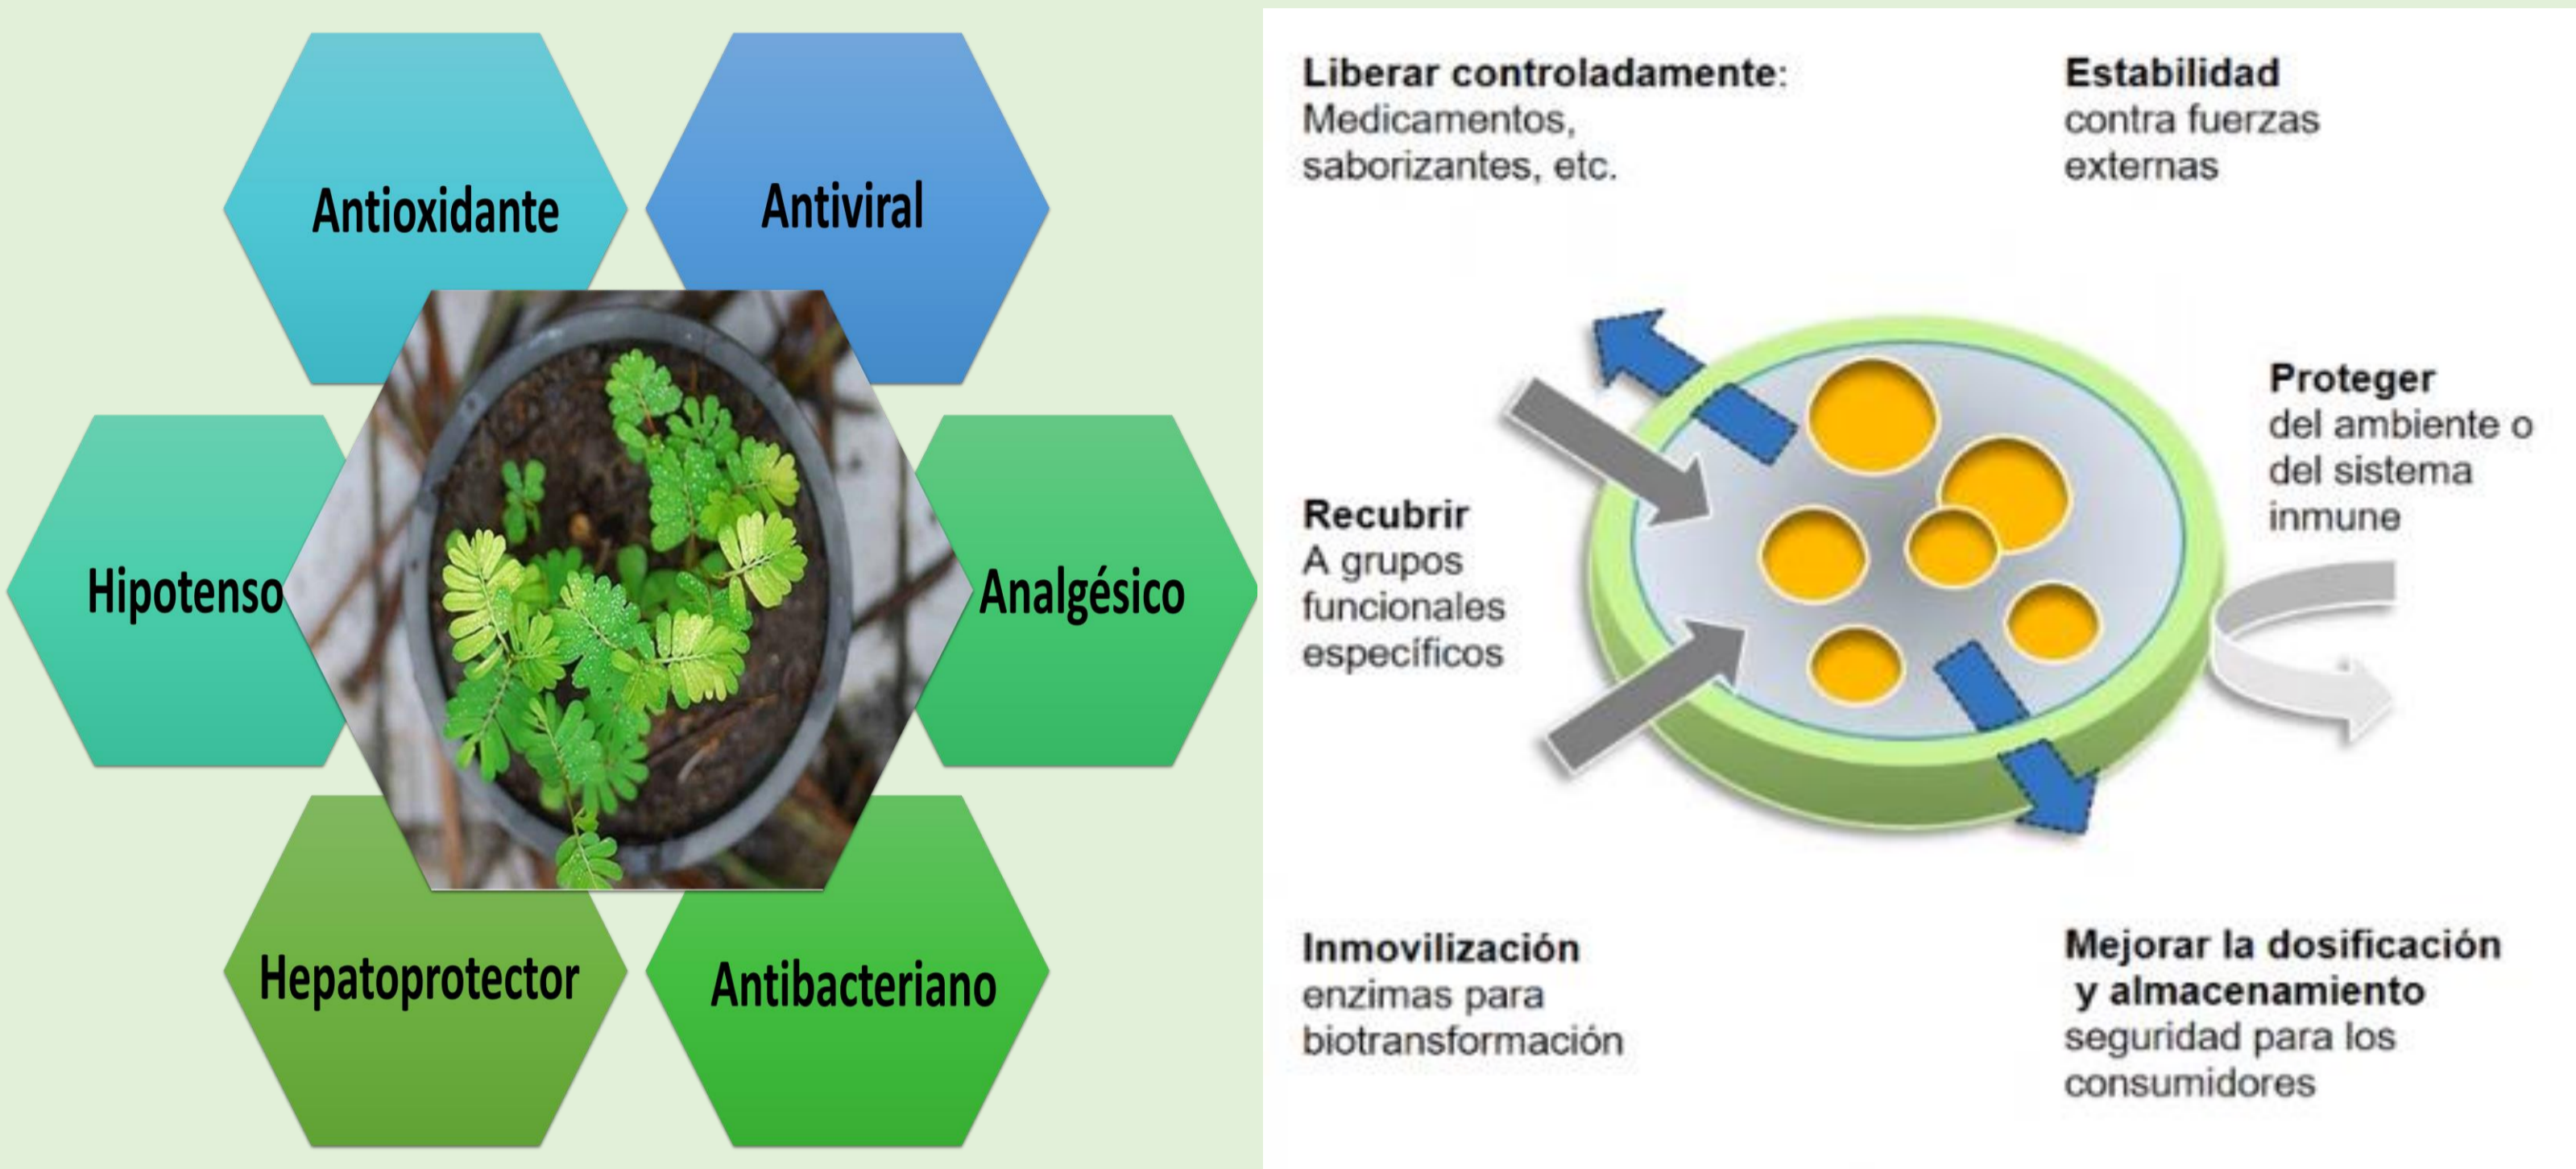 Antioxidante
Antiviral
Hipotenso
Analgésico
Hepatoprotector
Antibacteriano
Liberar controladamente:
Medicamentos,
saborizantes, etc.
Estabilidad
contra fuerzas
externas
Proteger
del ambiente o
del sistema
inmune
Recubrir
A grupos
funcionales
específicos
Inmovilización
enzimas para
biotransformación
Mejorar la dosificación
y almacenamiento
seguridad para los
consumidores